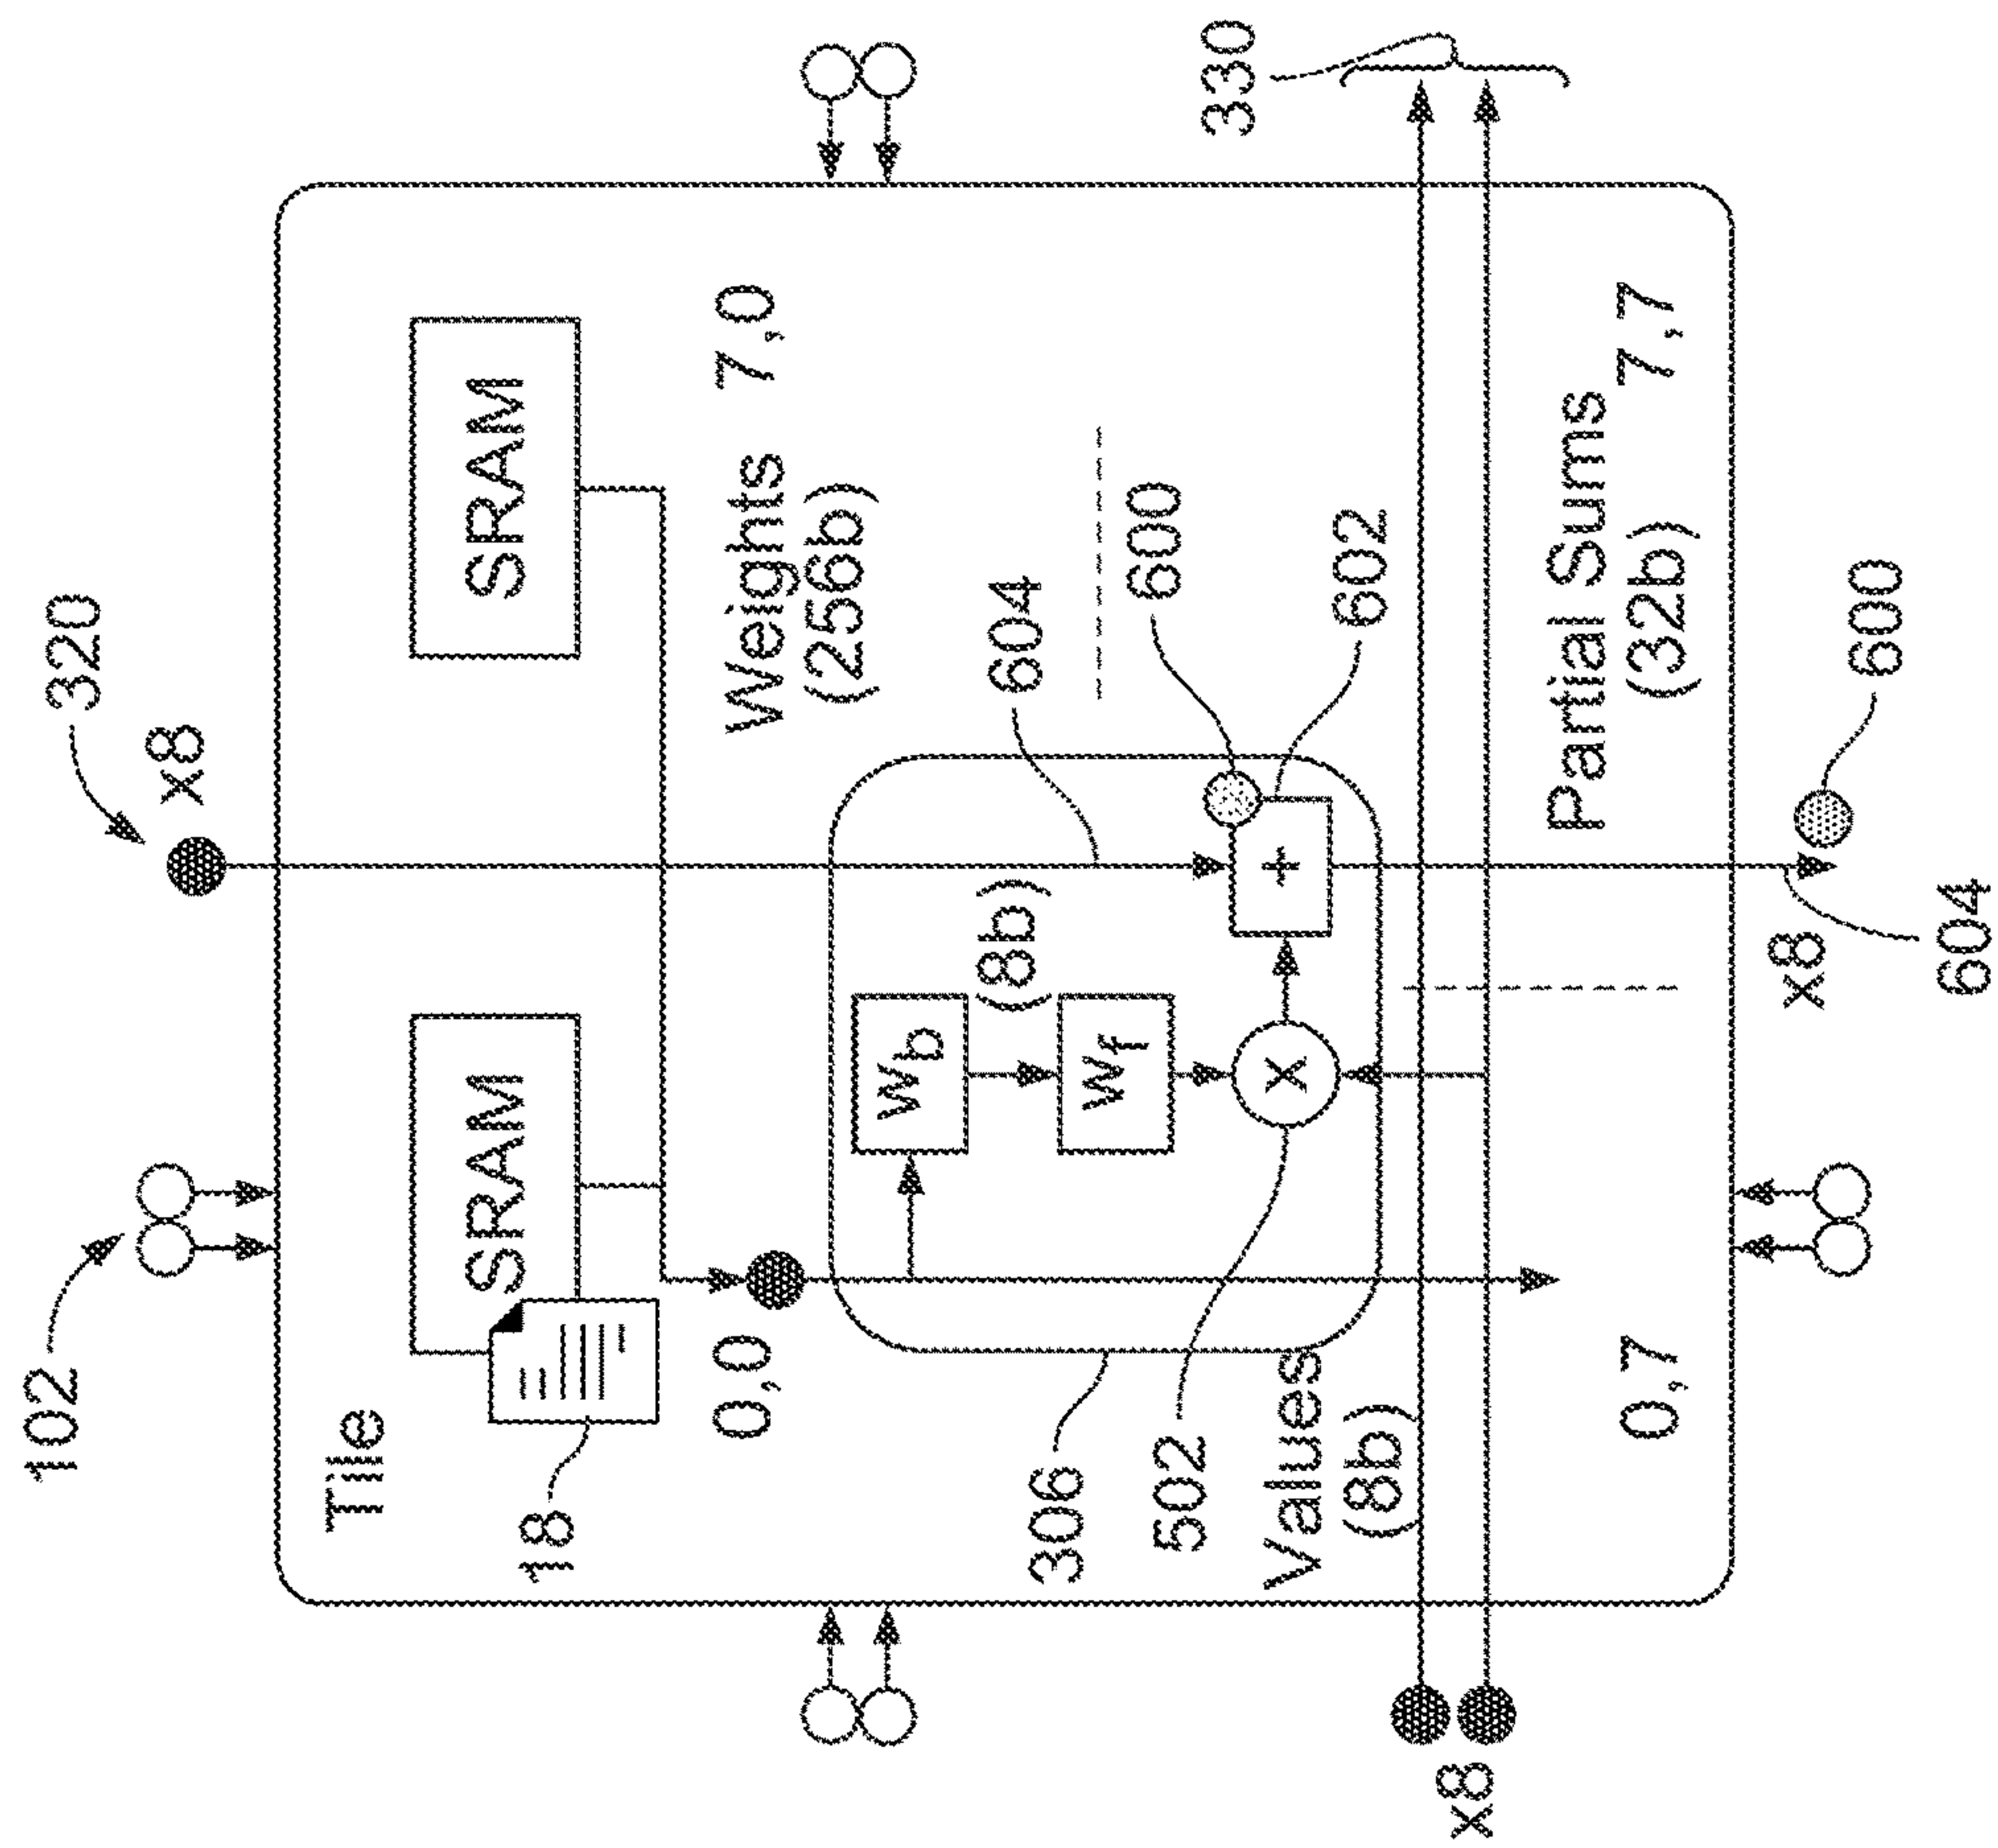 320
x8
102
Tile
SRAM
SRAM
18
Weights 7,0
(256b)
0,0
604
wb
(8b)
600
306
wf
502
x
+
602
Values
(8b)
330
x8
Partial Sums
(32b)
0,7
7,7
x8
600
604